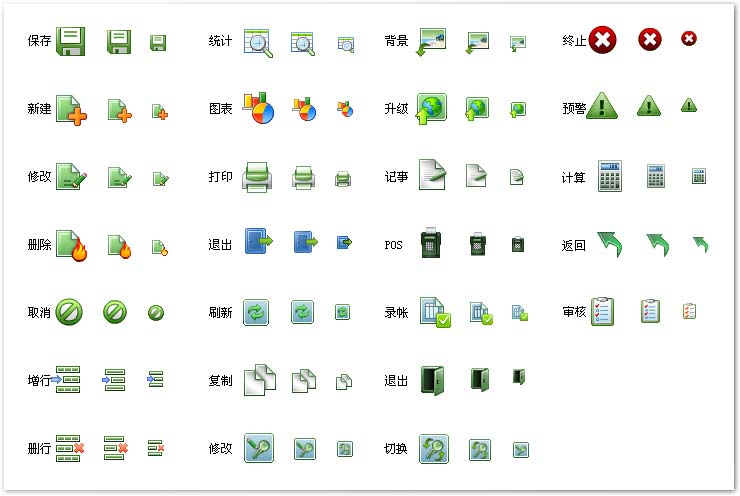 保存 统计 背景 终止
新建 图表 升级 预警
修改 打印 记事 计算
删除 退出 POS 返回
取消 刷新 录帐 审核
增行 复制 退出
删行 修改 切换